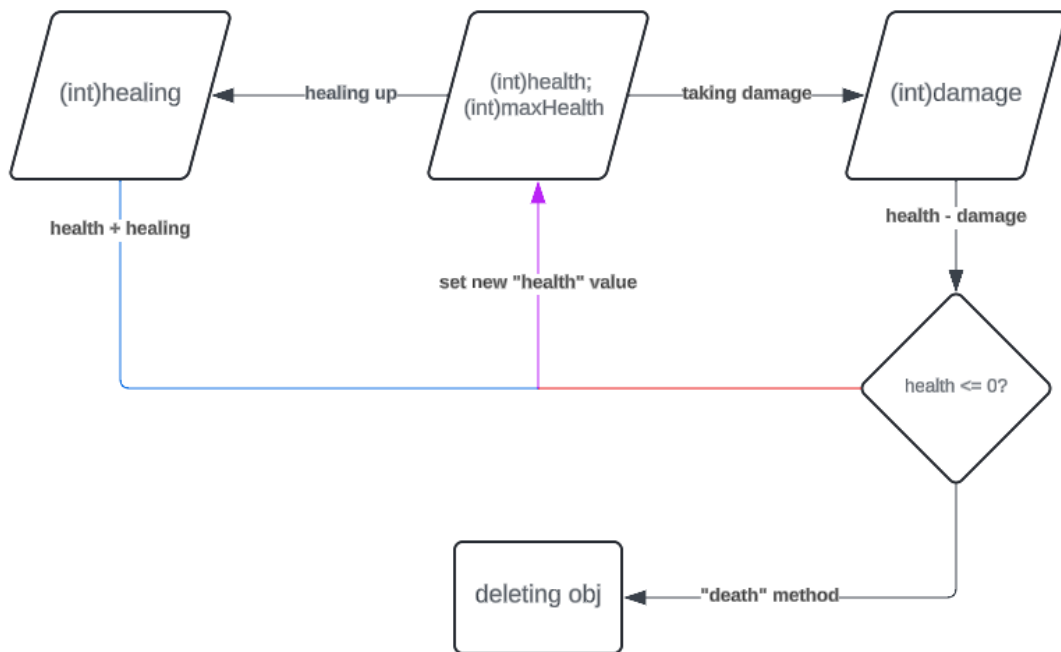 (int)healing
healing up
(int)health;
(int)maxHealth
taking damage
(int)damage
health + healing
health - damage
set new "health" value
health <= 0?
deleting obj
"death" method